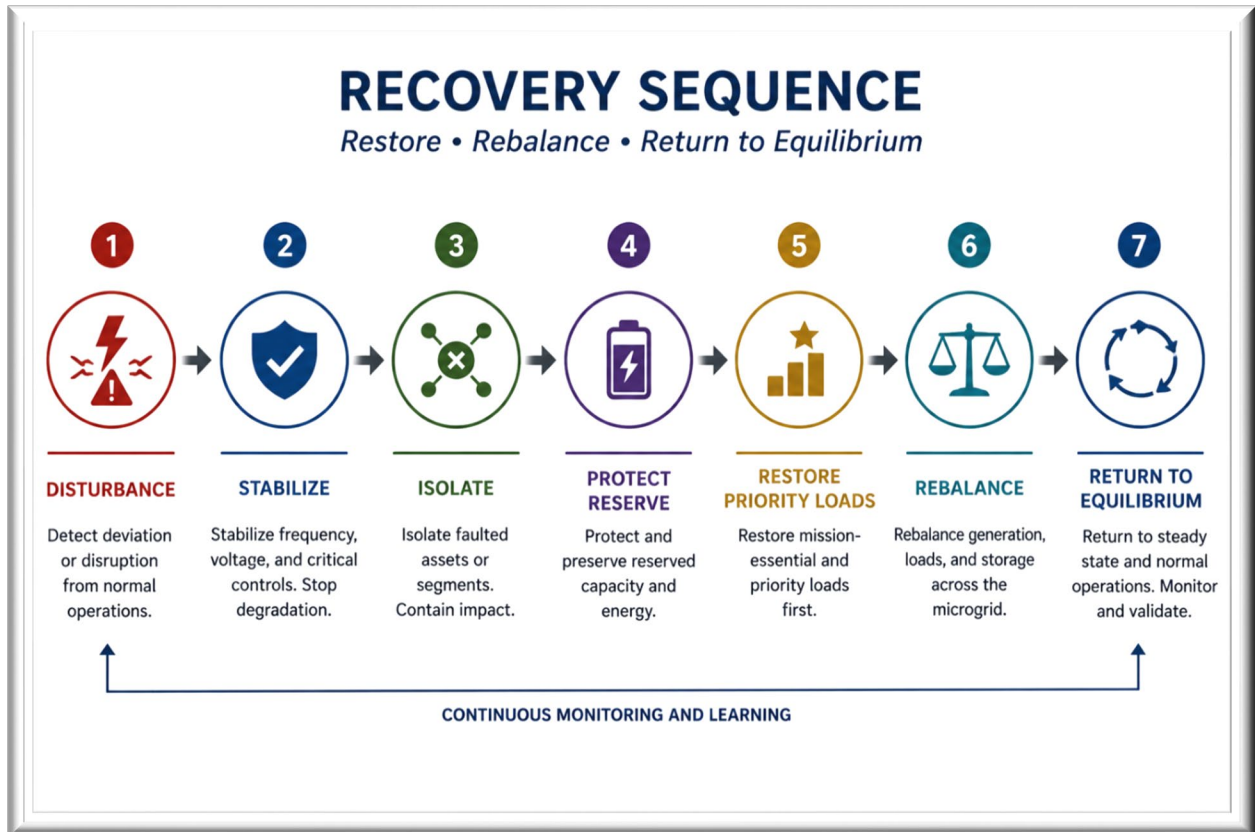 RECOVERY SEQUENCE
Restore • Rebalance • Return to Equilibrium
1
2
3
4
5
6
7
DISTURBANCE
Detect deviation
or disruption
from normal
operations.
STABILIZE
Stabilize frequency,
voltage, and critical
controls. Stop
degradation.
ISOLATE
Isolate faulted
assets or
segments.
Contain impact.
PROTECT
RESERVE
Protect and
preserve reserved
capacity and
energy.
RESTORE
PRIORITY LOADS
Restore mission-
essential and
priority loads
first.
REBALANCE
Rebalance generation,
loads, and storage
across the
microgrid.
RETURN TO
EQUILIBRIUM
Return to steady
state and normal
operations. Monitor
and validate.
CONTINUOUS MONITORING AND LEARNING